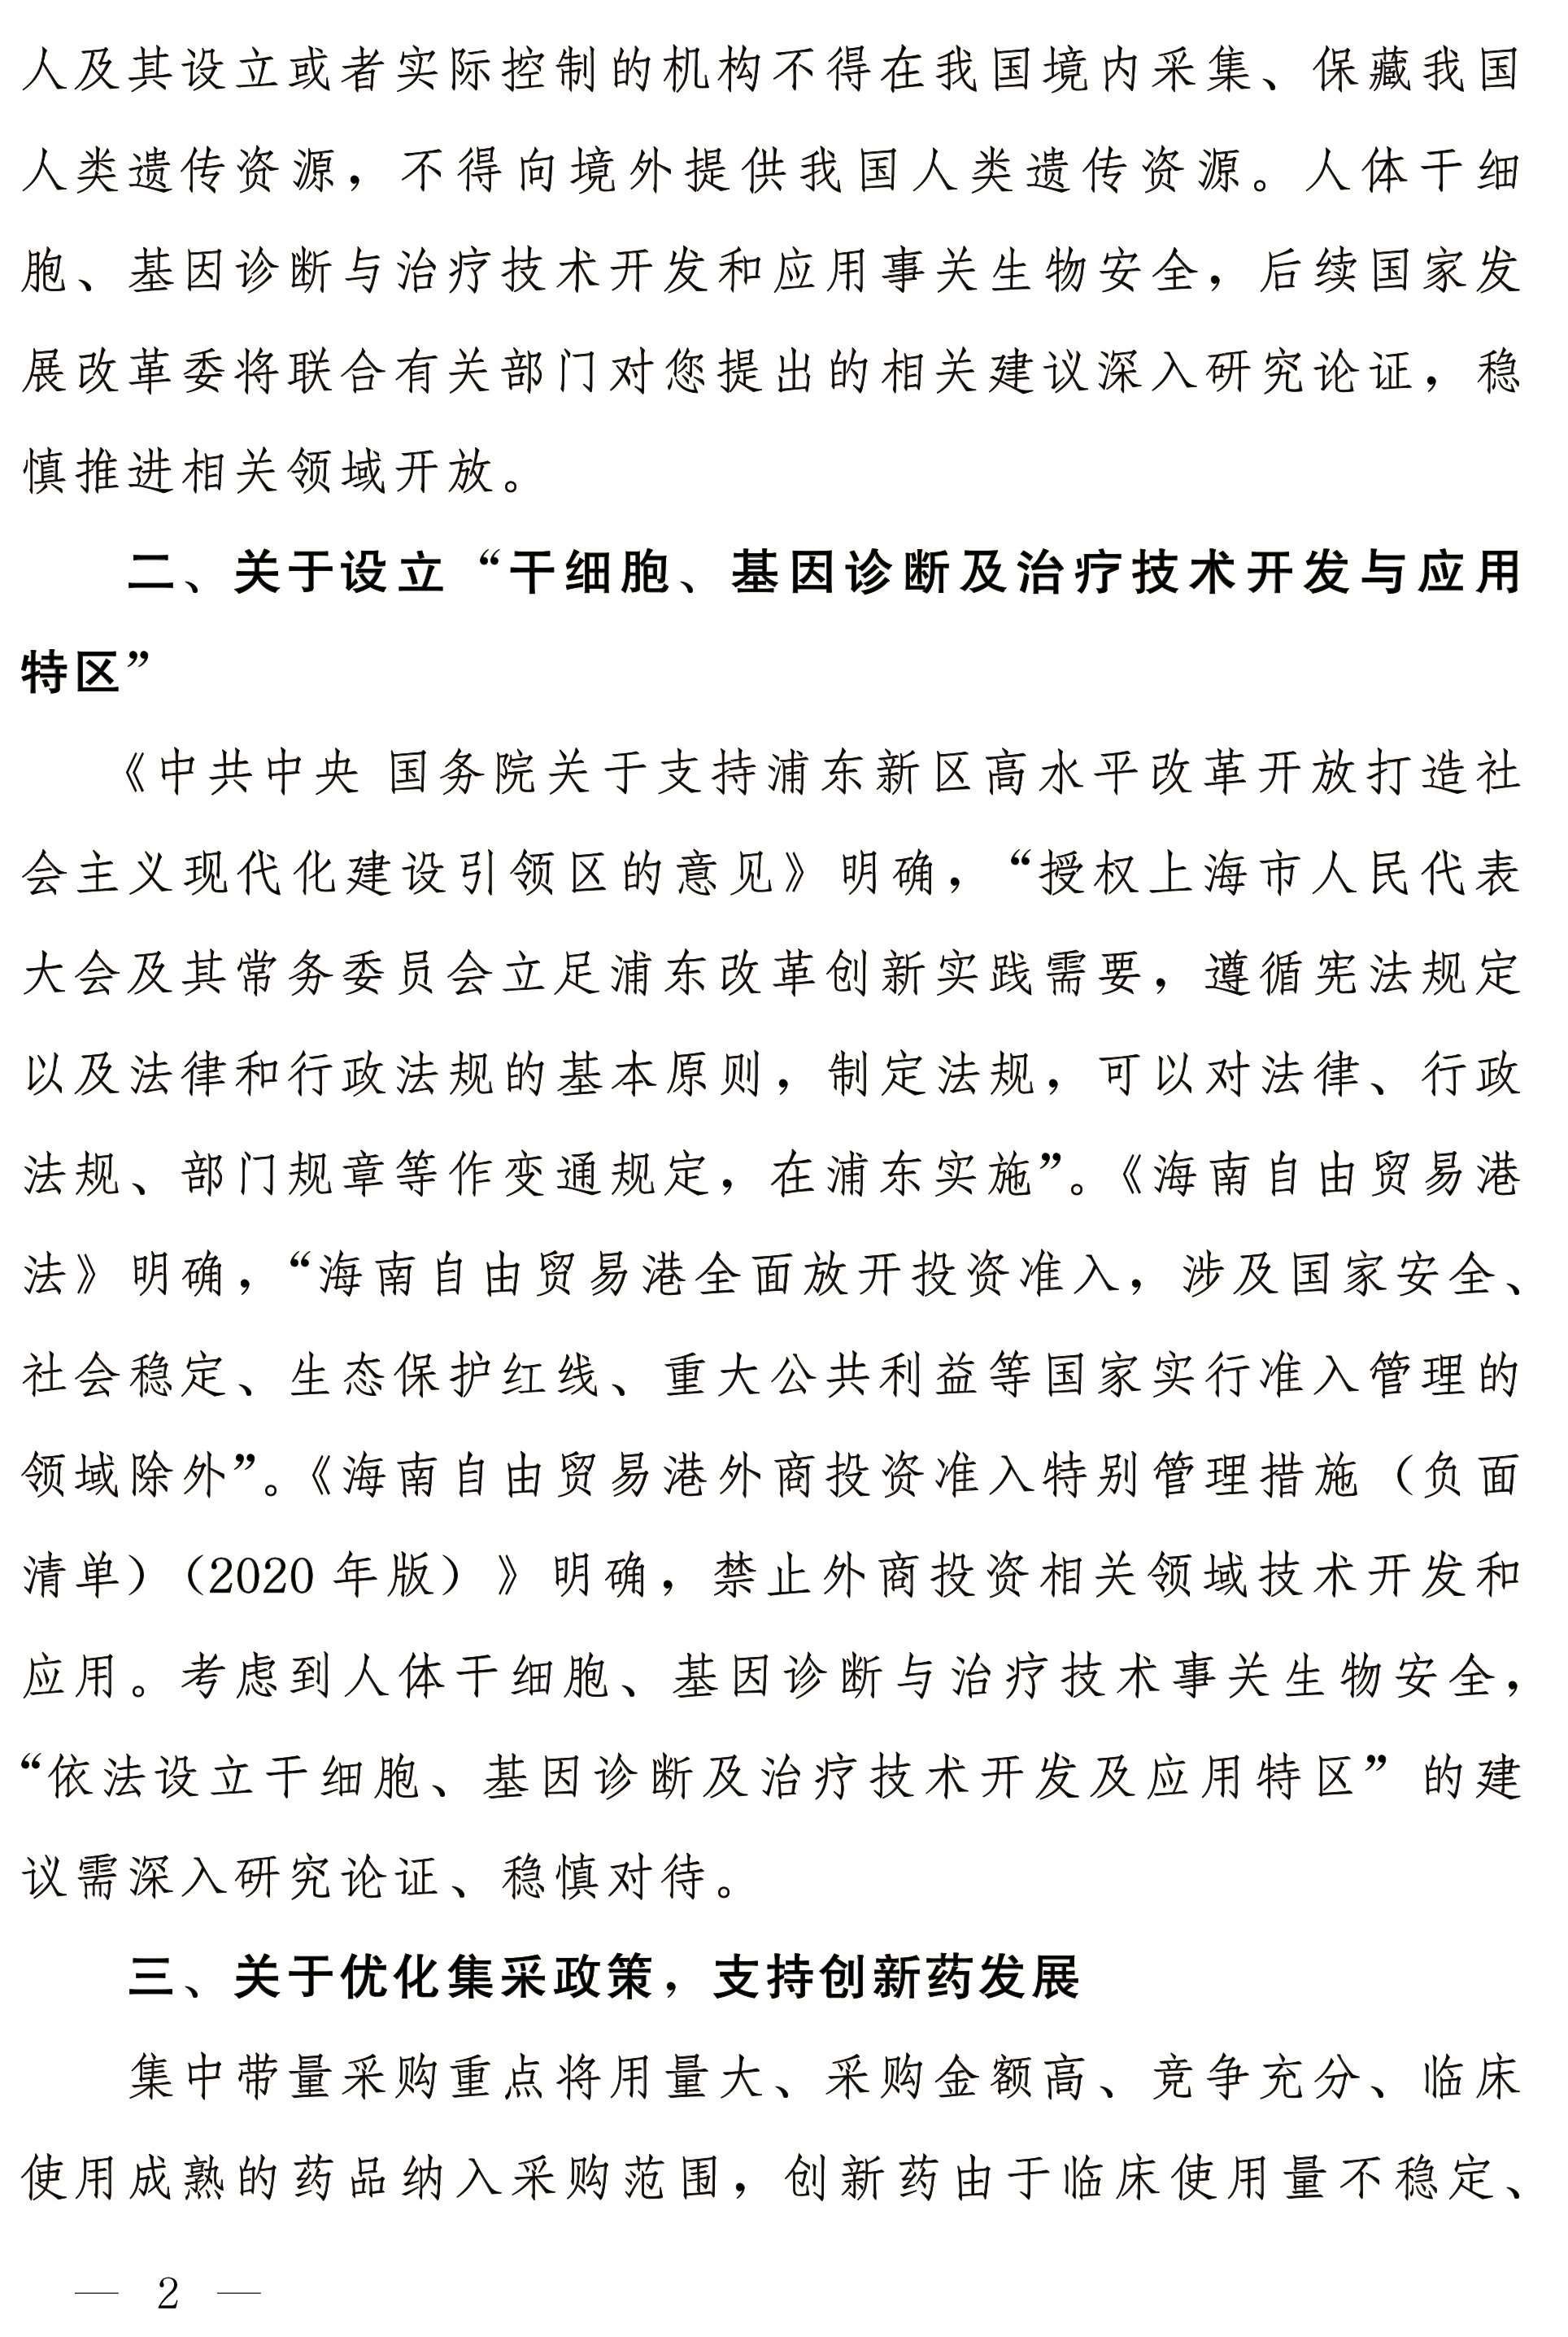 人及其设立或者实际控制的机构不得在我国境内采集、保藏我国
人类遗传资源，不得向境外提供我国人类遗传资源。人体干细
胞、基因诊断与治疗技术开发和应用事关生物安全，后续国家发
展改革委将联合有关部门对您提出的相关建议深入研究论证，稳
慎推进相关领域开放。
二、关于设立“干细胞、基因诊断及治疗技术开发与应用
特区”
《中共中央 国务院关于支持浦东新区高水平改革开放打造社
会主义现代化建设引领区的意见》明确，“授权上海市人民代表
大会及其常务委员会立足浦东改革创新实践需要，遵循宪法规定
以及法律和行政法规的基本原则，制定法规，可以对法律、行政
法规、部门规章等作变通规定，在浦东实施”。《海南自由贸易港
法》明确，“海南自由贸易港全面放开投资准入，涉及国家安全、
社会稳定、生态保护红线、重大公共利益等国家实行准入管理的
领域除外”。《海南自由贸易港外商投资准入特别管理措施（负面
清单）（2020 年版）》明确，禁止外商投资相关领域技术开发和
应用。考虑到人体干细胞、基因诊断与治疗技术事关生物安全，
“依法设立干细胞、基因诊断及治疗技术开发及应用特区”的建
议需深入研究论证、稳慎对待。
三、关于优化集采政策，支持创新药发展
集中带量采购重点将用量大、采购金额高、竞争充分、临床
使用成熟的药品纳入采购范围，创新药由于临床使用量不稳定、
— 2 —